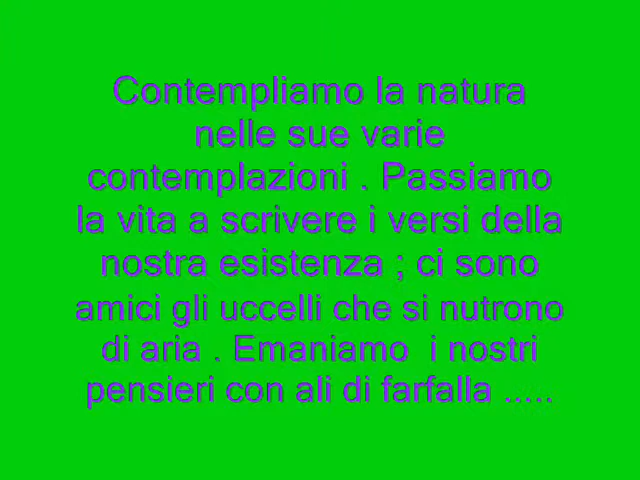 Contempliamo la natura
nelle sue varie
contemplazioni . Passiamo
la vita a scrivere i versi della
nostra esistenza ; ci sono
amici gli uccelli che si nutrono
di aria . Emaniamo  i nostri
pensieri con ali di farfalla .....